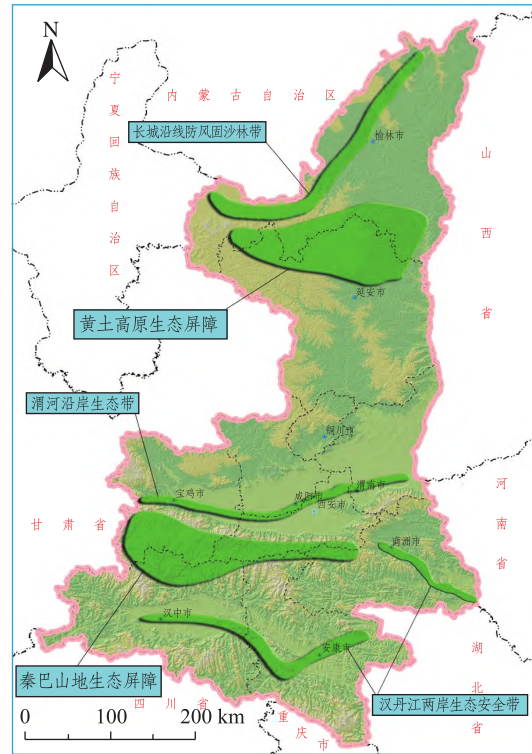 N
宁夏回族自治区
内蒙古自治区
长城沿线防风固沙林带
榆林市
山西省
黄土高原生态屏障
延安市
渭河沿岸生态带
铜川市
宝鸡市
咸阳市
渭南市
西安市
河南省
甘肃省
商洲市
汉中市
安康市
秦巴山地生态屏障
汉丹江两岸生态安全带
四川省
重庆市
湖北省
0 100 200 km